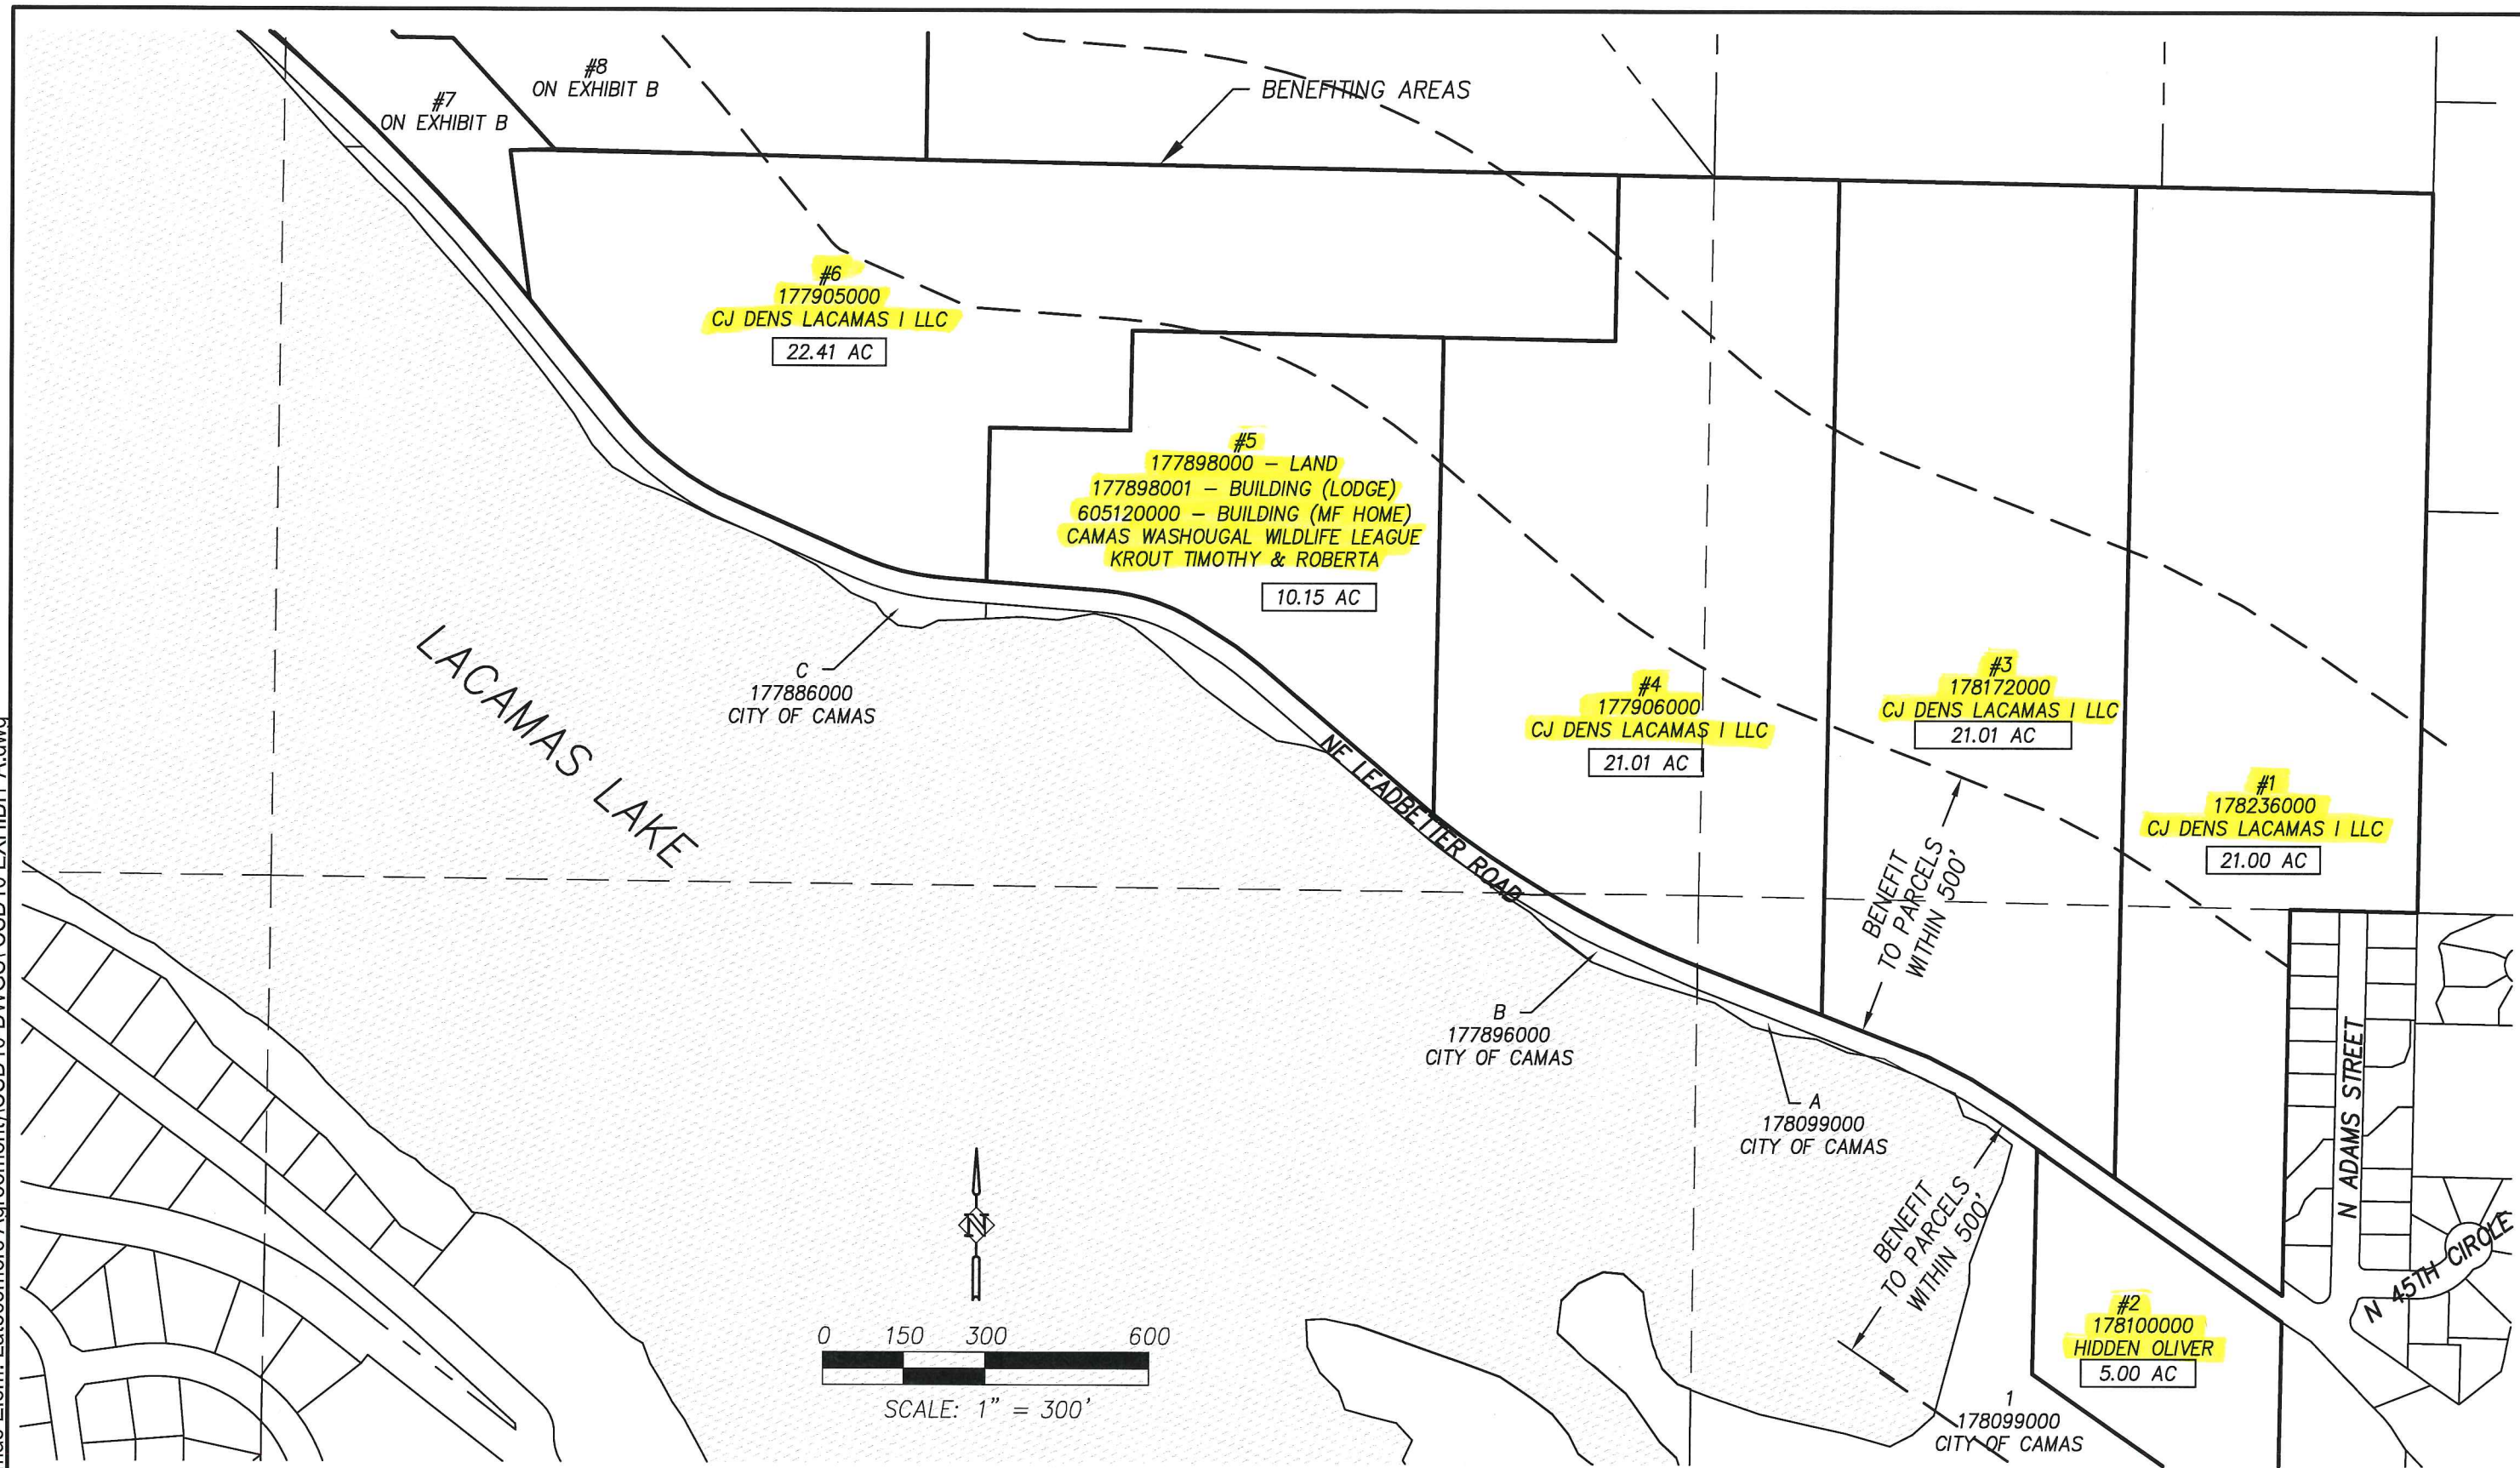 #8
ON EXHIBIT B
#7
ON EXHIBIT B
BENEFITING AREAS
#6
177905000
CJ DENS LACAMAS I LLC
22.41 AC
#5
177898000 – LAND
177898001 – BUILDING (LODGE)
605120000 – BUILDING (MF HOME)
CAMAS WASHOUGAL WILDLIFE LEAGUE
KROUT TIMOTHY & ROBERTA
10.15 AC
#4
177906000
CJ DENS LACAMAS I LLC
21.01 AC
#3
178172000
CJ DENS LACAMAS I LLC
21.01 AC
#1
178236000
CJ DENS LACAMAS I LLC
21.00 AC
C
177886000
CITY OF CAMAS
LACAMAS LAKE
NE LEADBETTER ROAD
BENEFIT
TO PARCELS
WITHIN 500'
B
177896000
CITY OF CAMAS
A
178099000
CITY OF CAMAS
N ADAMS STREET
BENEFIT
TO PARCELS
WITHIN 500'
N 45TH CIRCLE
#2
178100000
HIDDEN OLIVER
5.00 AC
1
178099000
CITY OF CAMAS
N
0 150 300 600
SCALE: 1" = 300'